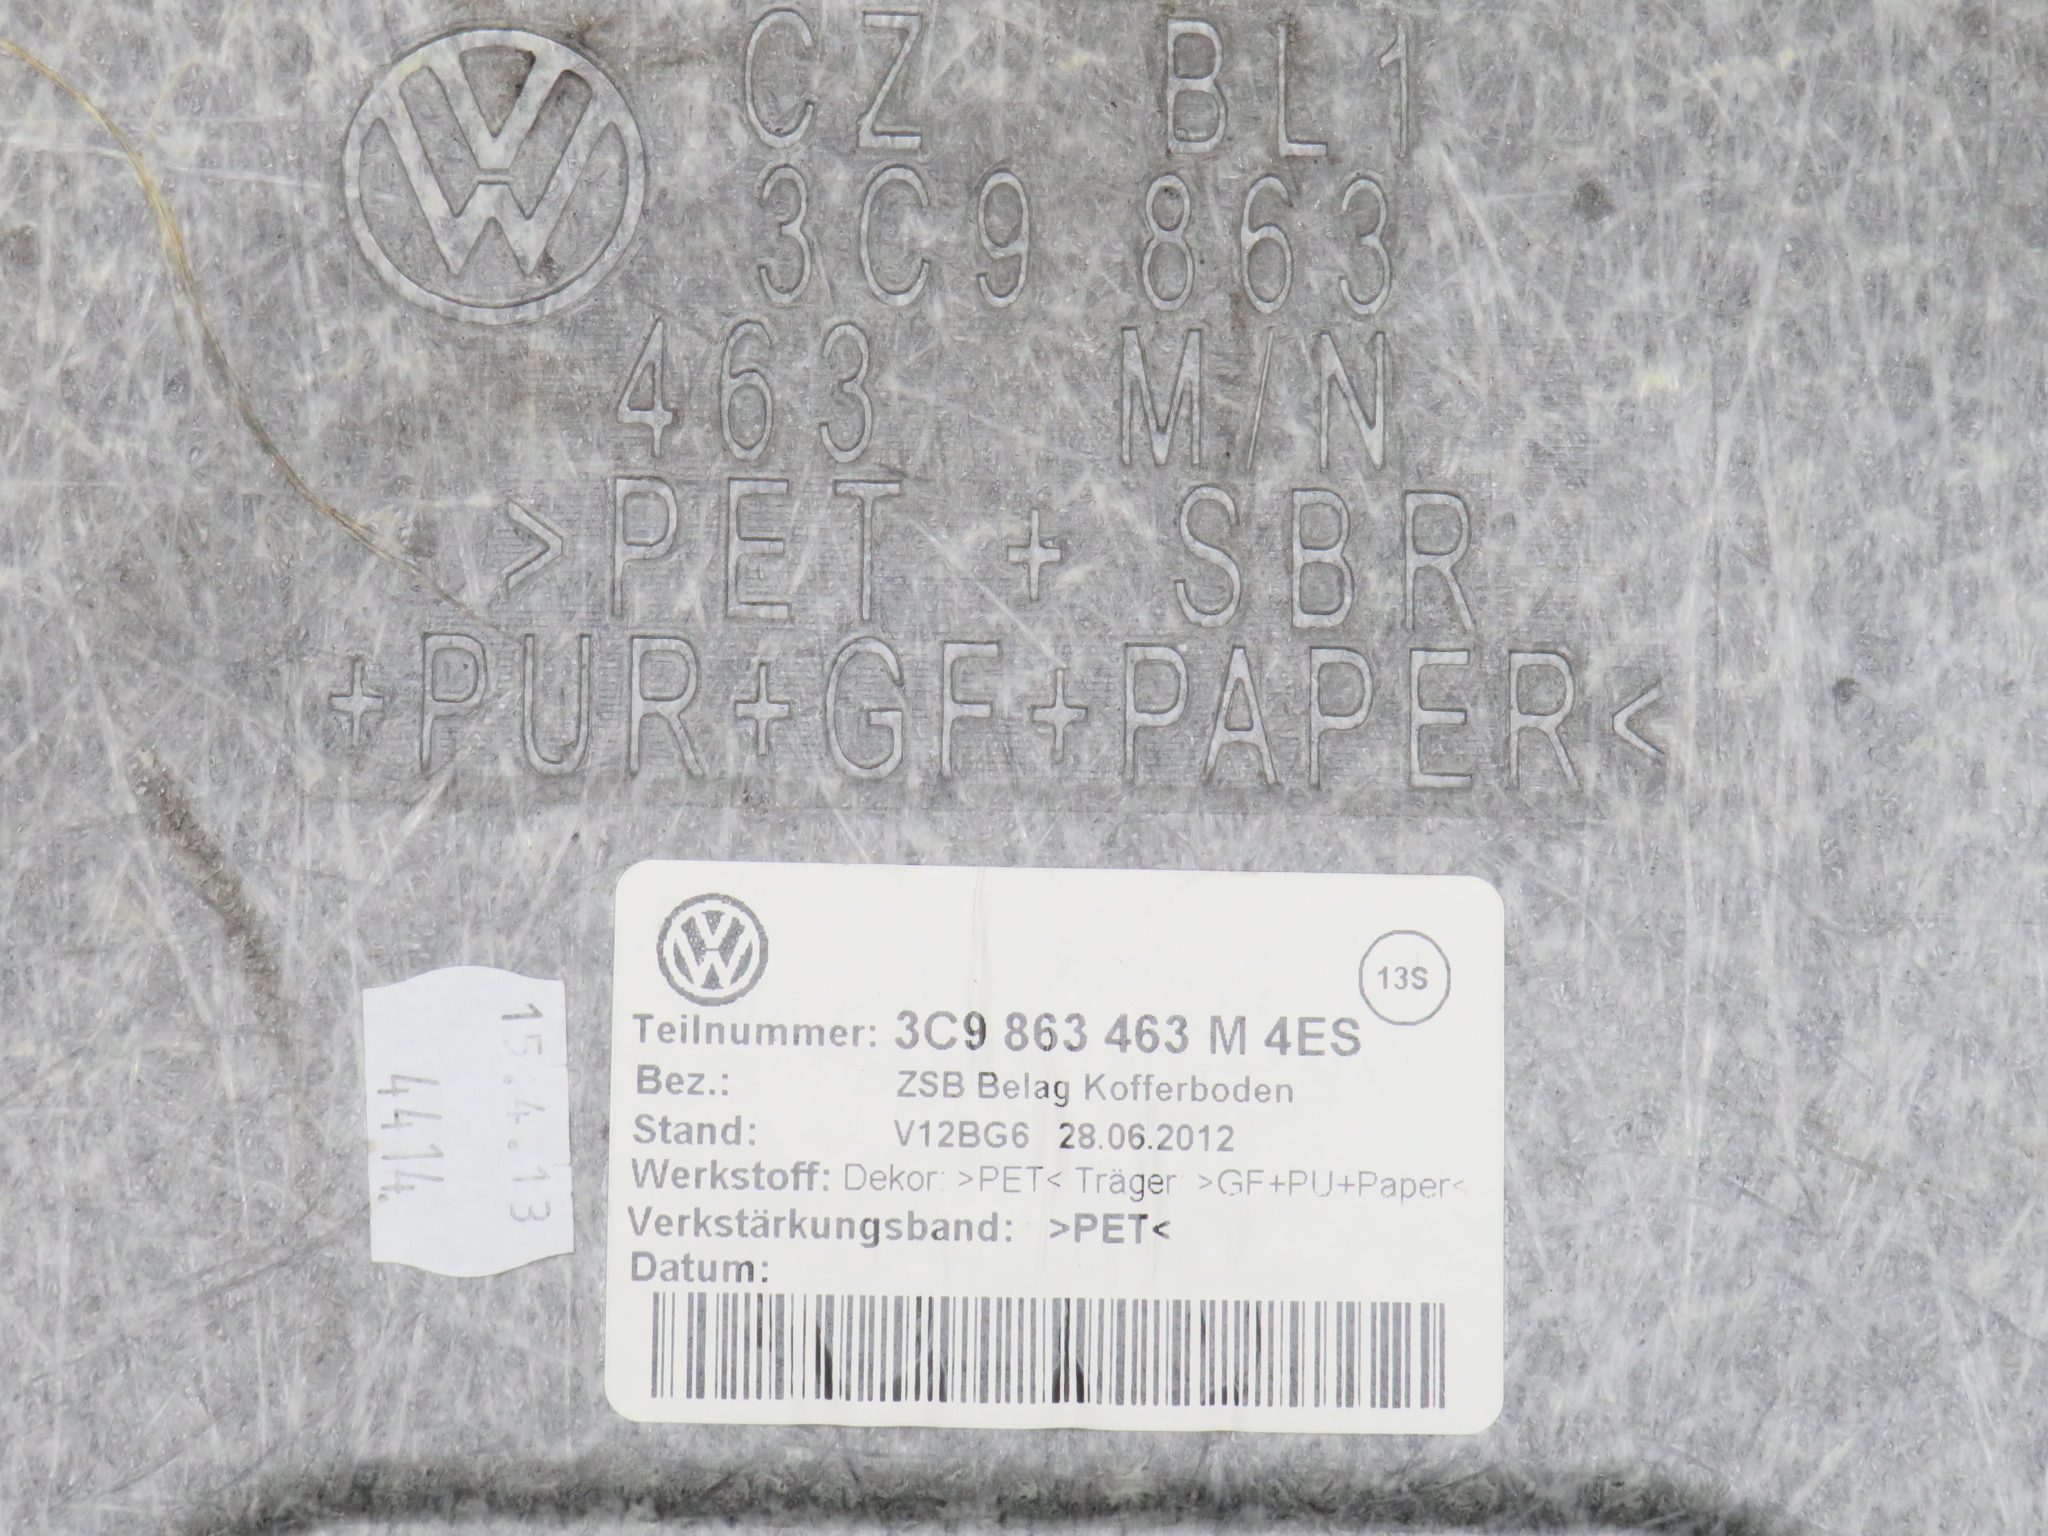 CZ BL1
3C9 863
463 M/N
>PET + SBR
+PUR+GF+PAPER<
13S
Teilnummer: 3C9 863 463 M 4ES
Bez.: ZSB Belag Kofferboden
Stand: V12BG6 28.06.2012
Werkstoff: Dekor: >PET< Träger: >GF+PU+Paper<
Verkstärkungsband: >PET<
Datum:
15.4.13
4414